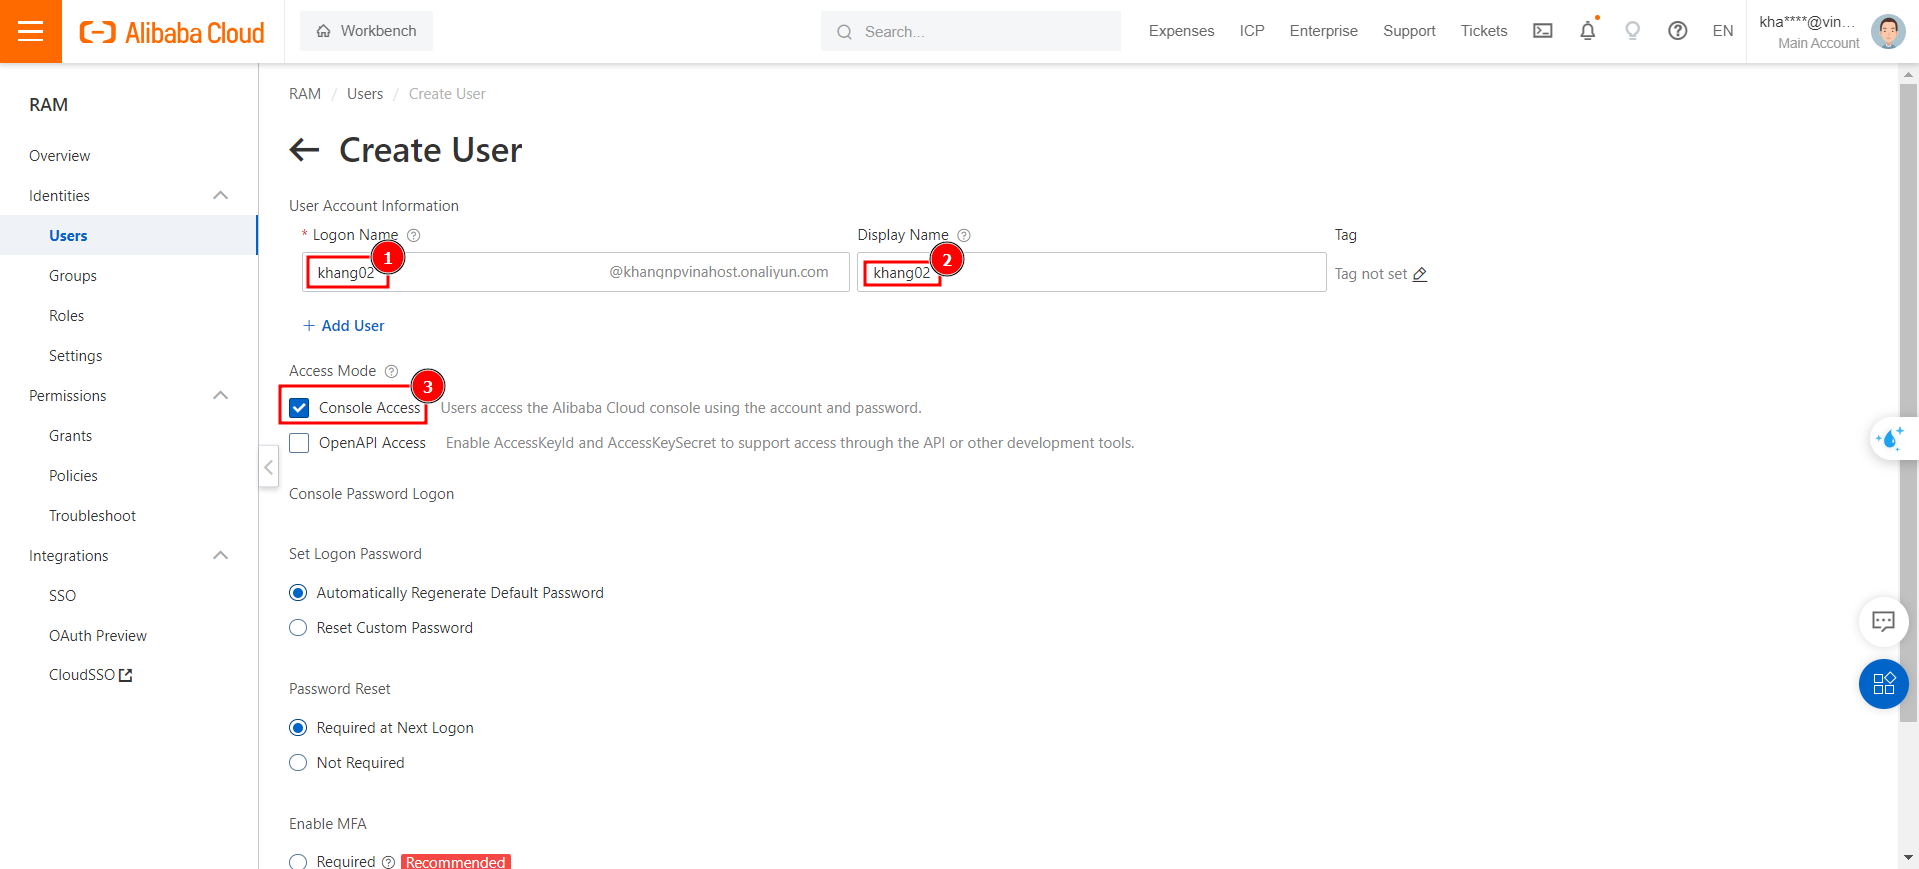 Alibaba Cloud
Workbench
Search...
Expenses
ICP
Enterprise
Support
Tickets
EN
kha****@vin...
Main Account
RAM
Overview
Identities
Users
Groups
Roles
Settings
Permissions
Grants
Policies
Troubleshoot
Integrations
SSO
OAuth Preview
CloudSSO
RAM / Users / Create User
Create User
User Account Information
* Logon Name
Display Name
Tag
1
2
khang02
@khangnpvinahost.onaliyun.com
khang02
Tag not set
+ Add User
Access Mode
3
Console Access Users access the Alibaba Cloud console using the account and password.
OpenAPI Access Enable AccessKeyId and AccessKeySecret to support access through the API or other development tools.
Console Password Logon
Set Logon Password
Automatically Regenerate Default Password
Reset Custom Password
Password Reset
Required at Next Logon
Not Required
Enable MFA
Required Recommended